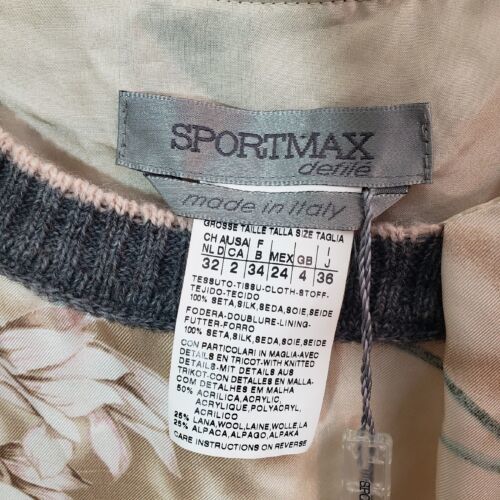 SPORTMAX
defilé
made in Italy
GROSSE TAILLE TALLA SIZE TAGLIA
CH A USA F I
NL D CA B MEX GB J
32 2 34 24 4 36
TESSUTO-TISSU-CLOTH-STOFF-
TEJIDO-TECIDO
100% SETA,SILK,SEDA,SOIE,SEIDE
FODERA-DOUBLURE-LINING-
FUTTER-FORRO
100% SETA,SILK,SEDA,SOIE,SEIDE
CON PARTICOLARI IN MAGLIA-AVEC
DETAILS EN TRICOT-WITH KNITTED
DETAILS-MIT DETAILS AUS
TRIKOT-CON DETALLES EN MALLA-
COM DETALHES EM MALHA
50% ACRILICA,ACRYLIC,
ACRYLIQUE,POLYACRYL,
ACRILICO
25% LANA,WOOL,LAINE,WOLLE,LA
25% ALPACA,ALPAGO,ALPAKA
CARE INSTRUCTIONS ON REVERSE